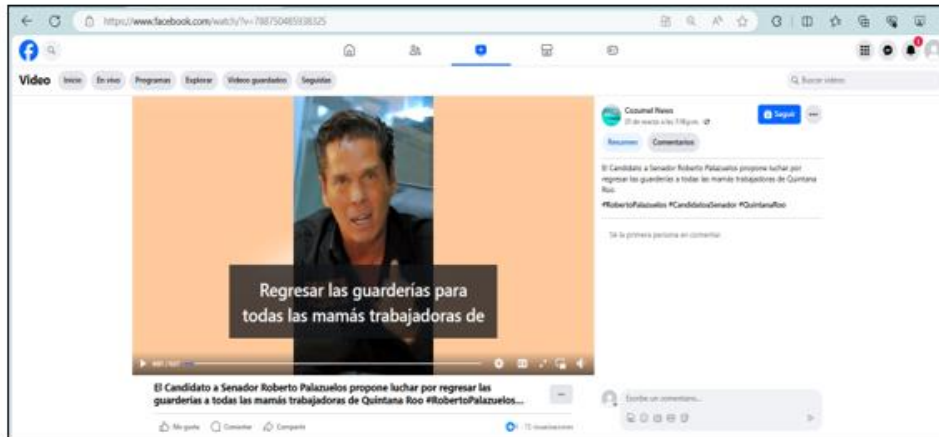 https://www.facebook.com/watch/?v=788750485938325
Video Inicio En vivo Programas Explorar Videos guardados Seguidas
Buscar videos
Regresar las guarderías para
todas las mamás trabajadoras de
Cozumel News
Seguir
Resumen Comentarios
El Candidato a Senador Roberto Palazuelos propone luchar por
regresar las guarderías a todas las mamás trabajadoras de Quintana
Roo.
#RobertoPalazuelos #CandidatoaSenador #QuintanaRoo
Sé la primera persona en comentar.
El Candidato a Senador Roberto Palazuelos propone luchar por regresar las
guarderías a todas las mamás trabajadoras de Quintana Roo #RobertoPalazuelos...
Me gusta Comentar Compartir
Escribe un comentario...